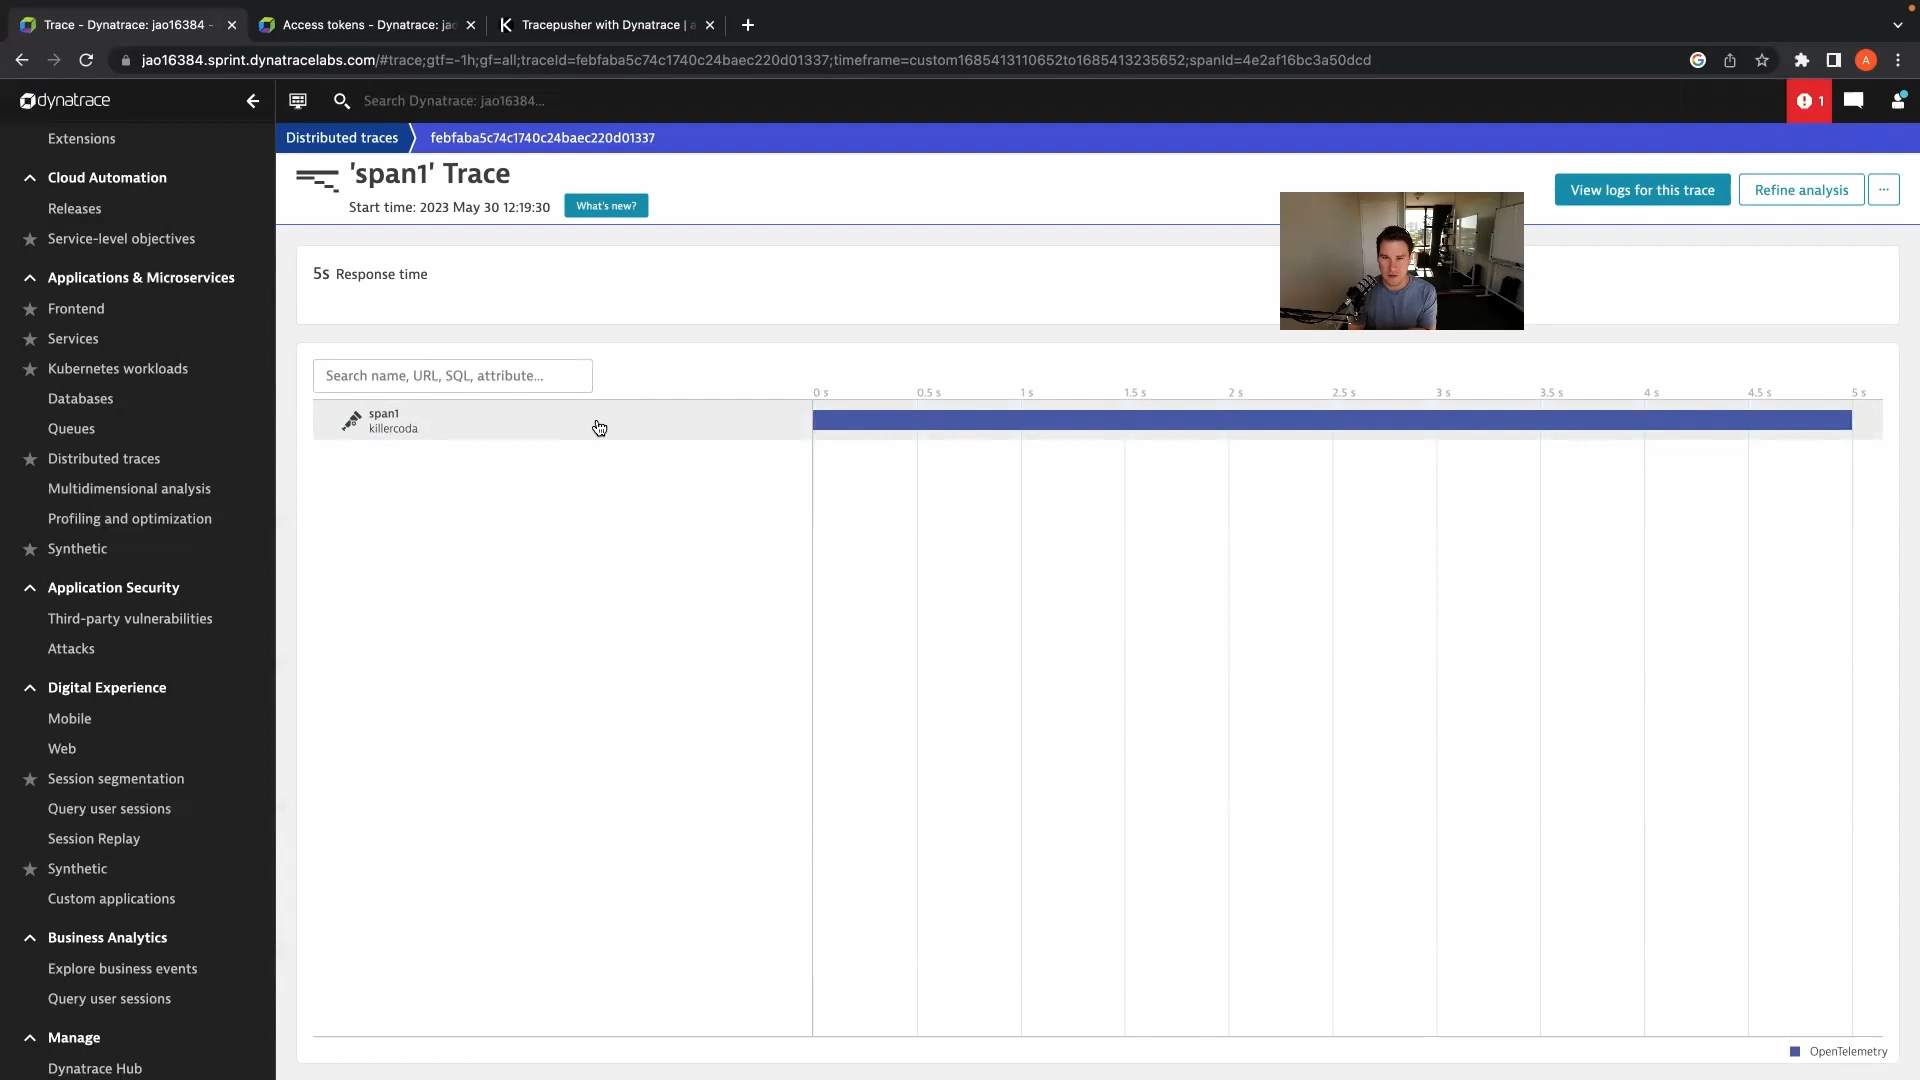 Trace - Dynatrace: jao16384 -
Access tokens - Dynatrace: jao
Tracepusher with Dynatrace |
jao16384.sprint.dynatracelabs.com/#trace;gtf=-1h;gf=all;traceId=febfaba5c74c1740c24baec220d01337;timeframe=custom1685413110652to1685413235652;spanId=4e2af16bc3a50dcd
A
dynatrace
Search Dynatrace: jao16384...
1
Distributed traces
febfaba5c74c1740c24baec220d01337
'span1' Trace
Start time: 2023 May 30 12:19:30
What's new?
View logs for this trace
Refine analysis
...
5s Response time
Search name, URL, SQL, attribute...
0 s
0.5 s
1 s
1.5 s
2 s
2.5 s
3 s
3.5 s
4 s
4.5 s
5 s
span1
killercoda
OpenTelemetry
Extensions
Cloud Automation
Releases
Service-level objectives
Applications & Microservices
Frontend
Services
Kubernetes workloads
Databases
Queues
Distributed traces
Multidimensional analysis
Profiling and optimization
Synthetic
Application Security
Third-party vulnerabilities
Attacks
Digital Experience
Mobile
Web
Session segmentation
Query user sessions
Session Replay
Synthetic
Custom applications
Business Analytics
Explore business events
Query user sessions
Manage
Dynatrace Hub